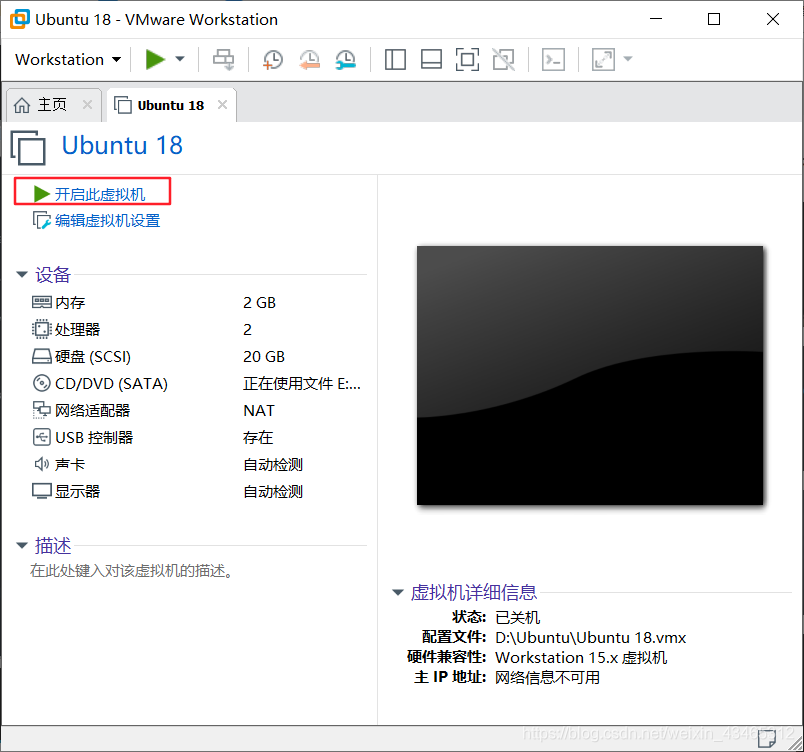 Ubuntu 18 - VMware Workstation
Workstation
主页
Ubuntu 18
Ubuntu 18
开启此虚拟机
编辑虚拟机设置
设备
内存 2 GB
处理器 2
硬盘 (SCSI) 20 GB
CD/DVD (SATA) 正在使用文件 E:...
网络适配器 NAT
USB 控制器 存在
声卡 自动检测
显示器 自动检测
描述
在此处键入对该虚拟机的描述。
虚拟机详细信息
状态: 已关机
配置文件: D:\Ubuntu\Ubuntu 18.vmx
硬件兼容性: Workstation 15.x 虚拟机
主 IP 地址: 网络信息不可用